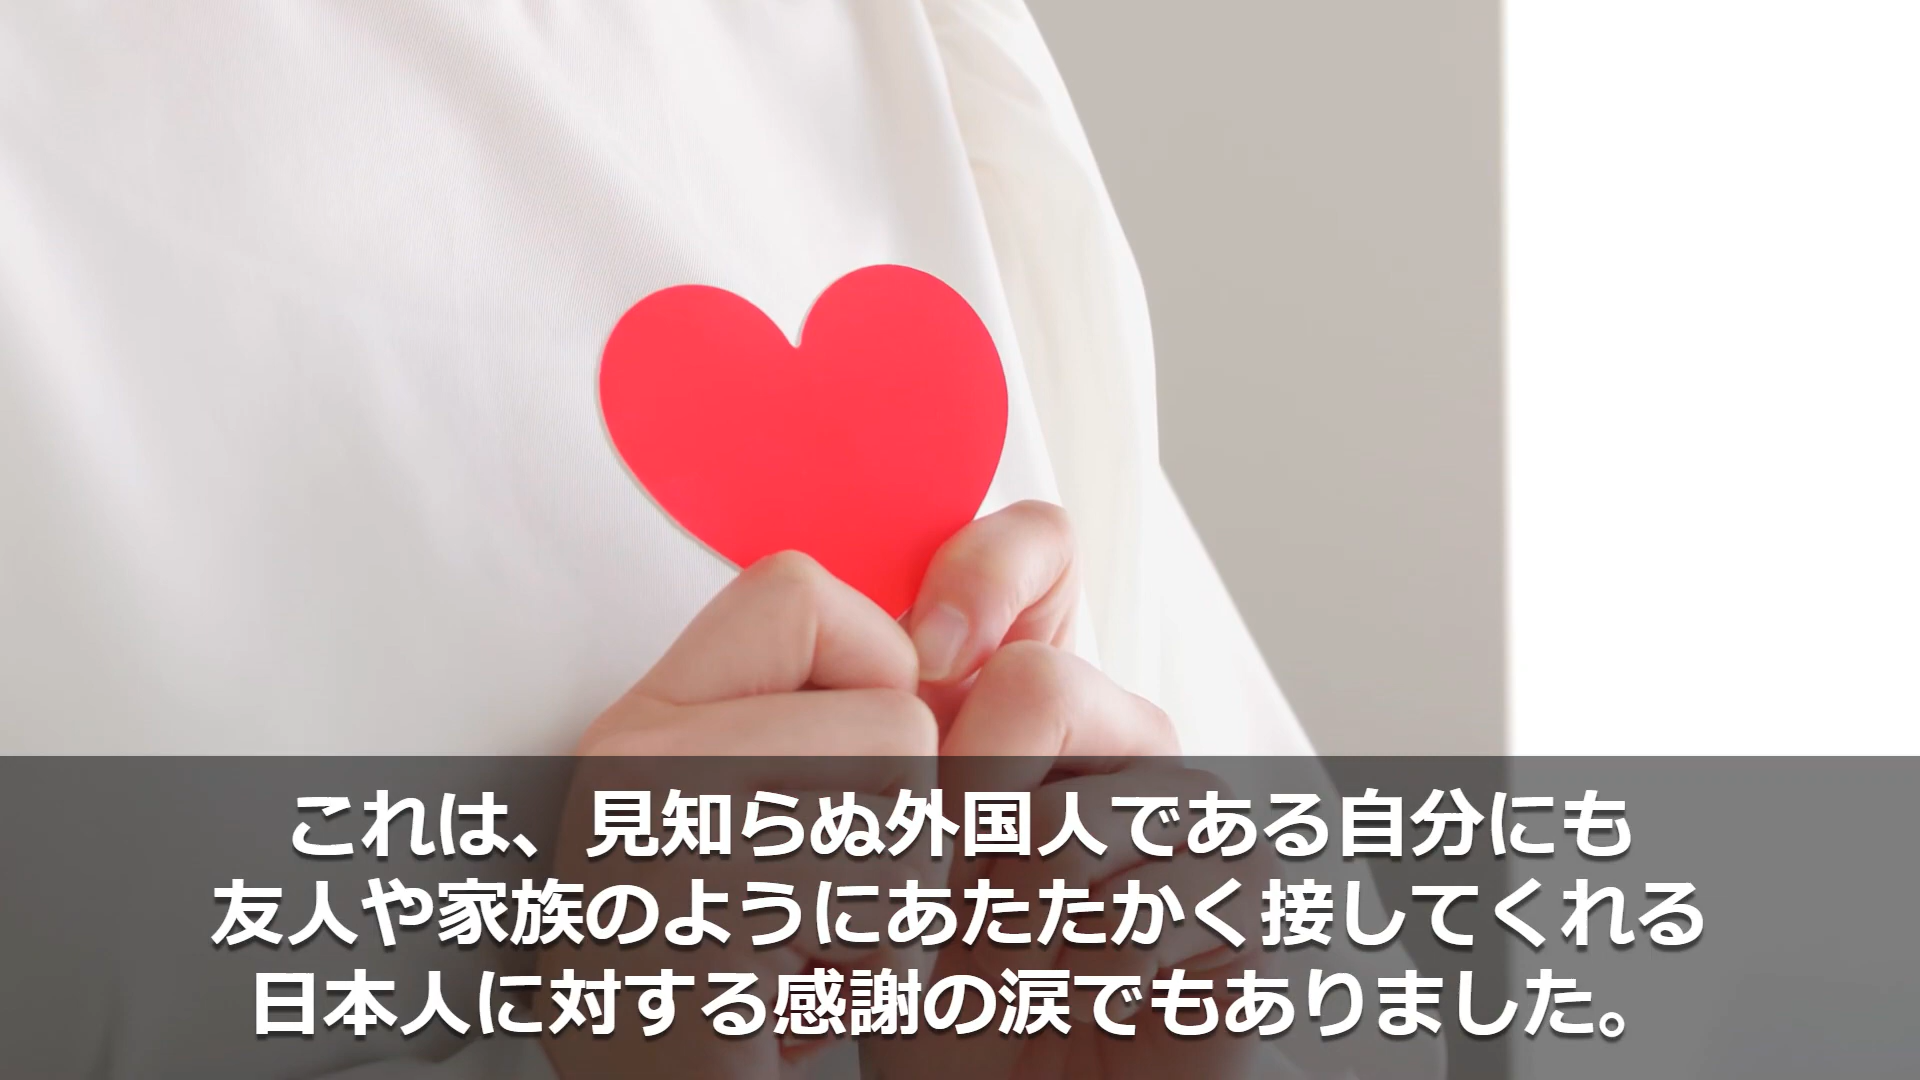 これは、見知らぬ外国人である自分にも
友人や家族のようにあたたかく接してくれる
日本人に対する感謝の涙でもありました。